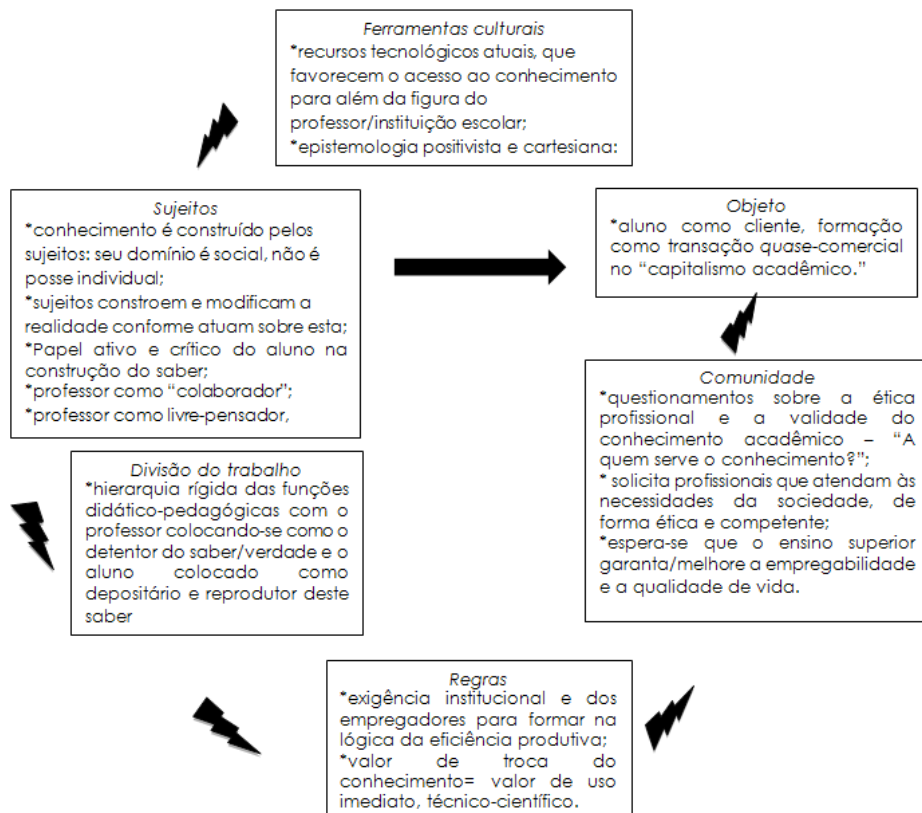 Ferramentas culturais
*recursos tecnológicos atuais, que
favorecem o acesso ao conhecimento
para além da figura do
professor/instituição escolar;
*epistemologia positivista e cartesiana:
Sujeitos
*conhecimento é construído pelos
sujeitos: seu domínio é social, não é
posse individual;
*sujeitos constroem e modificam a
realidade conforme atuam sobre esta;
*Papel ativo e crítico do aluno na
construção do saber;
*professor como “colaborador”;
*professor como livre-pensador,
Objeto
*aluno como cliente, formação
como transação quase-comercial
no “capitalismo acadêmico.”
Comunidade
*questionamentos sobre a ética
profissional e a validade do
conhecimento acadêmico – “A
quem serve o conhecimento?”;
* solicita profissionais que atendam às
necessidades da sociedade, de
forma ética e competente;
*espera-se que o ensino superior
garanta/melhore a empregabilidade
e a qualidade de vida.
Divisão do trabalho
*hierarquia rígida das funções
didático-pedagógicas com o
professor colocando-se como o
detentor do saber/verdade e o
aluno colocado como
depositário e reprodutor deste
saber
Regras
*exigência institucional e dos
empregadores para formar na
lógica da eficiência produtiva;
*valor de troca do
conhecimento= valor de uso
imediato, técnico-científico.